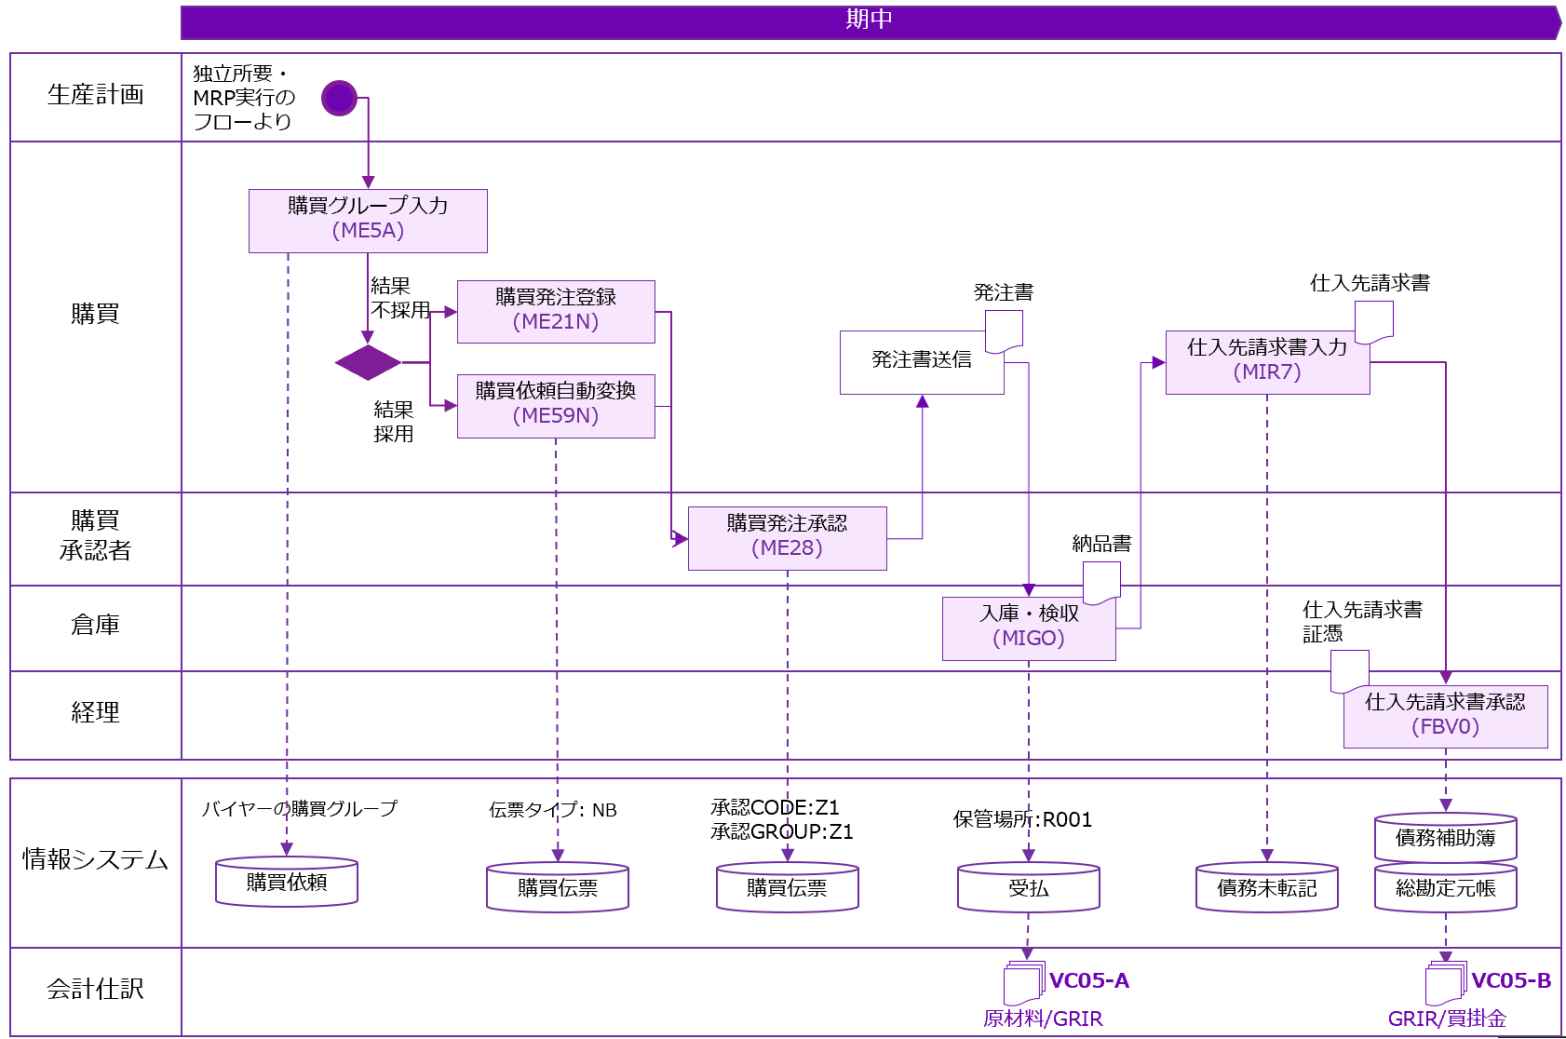 期中
生産計画
独立所要・
MRP実行の
フローより
購買
購買グループ入力
(ME5A)
結果
不採用
購買発注登録
(ME21N)
結果
採用
購買依頼自動変換
(ME59N)
発注書
発注書送信
仕入先請求書
仕入先請求書入力
(MIR7)
購買
承認者
購買発注承認
(ME28)
倉庫
納品書
入庫・検収
(MIGO)
経理
仕入先請求書
証憑
仕入先請求書承認
(FBV0)
情報システム
バイヤーの購買グループ
購買依頼
伝票タイプ: NB
購買伝票
承認CODE:Z1
承認GROUP:Z1
購買伝票
保管場所:R001
受払
債務未転記
債務補助簿
総勘定元帳
会計仕訳
VC05-A
原材料/GRIR
VC05-B
GRIR/買掛金